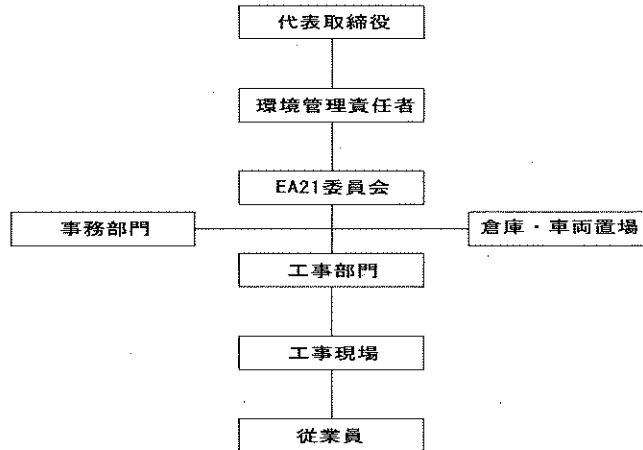 代表取締役
環境管理責任者
EA21委員会
事務部門
倉庫・車両置場
工事部門
工事現場
従業員